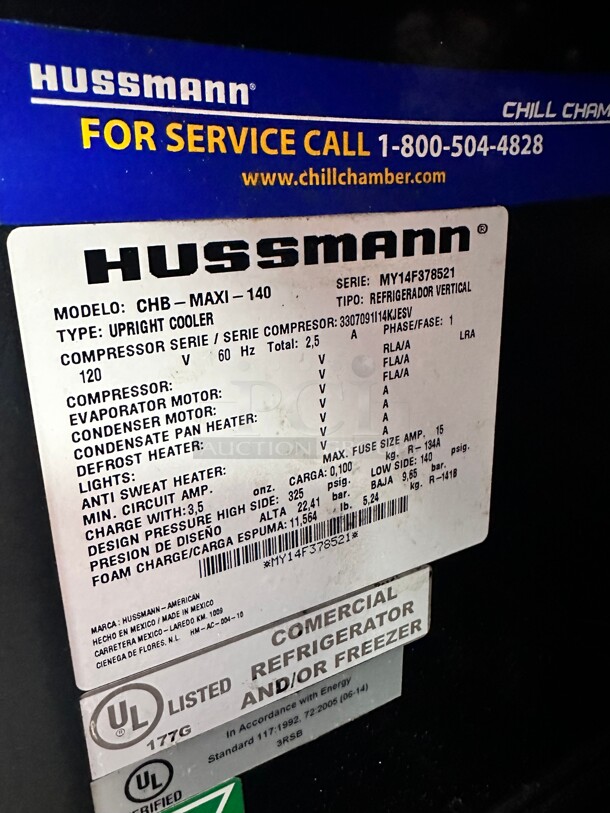 HUSSMANN®
CHILL CHAM
FOR SERVICE CALL 1-800-504-4828
www.chillchamber.com
HUSSMANN®
MODELO: CHB-MAXI-140 SERIE: MY14F378521
TYPE: UPRIGHT COOLER TIPO: REFRIGERADOR VERTICAL
COMPRESSOR SERIE / SERIE COMPRESOR: 3307091I14KJESV
120 V 60 Hz Total: 2,5 A PHASE/FASE: 1
COMPRESSOR: V RLA/A LRA
EVAPORATOR MOTOR: V FLA/A
CONDENSER MOTOR: V FLA/A
CONDENSATE PAN HEATER: V A
DEFROST HEATER: V A
LIGHTS: V A
ANTI SWEAT HEATER: V A
MIN. CIRCUIT AMP. MAX. FUSE SIZE AMP. 15
CHARGE WITH: 3,5 onz. CARGA: 0,100 kg. R-134A
DESIGN PRESSURE HIGH SIDE: 325 psig. LOW SIDE: 140 psig.
PRESION DE DISEÑO ALTA 22,41 bar. BAJA 9,65 bar.
FOAM CHARGE/CARGA ESPUMA: 11,564 lb. 5,24 kg. R-141B
*MY14F378521*
MARCA: HUSSMANN-AMERICAN
HECHO EN MEXICO / MADE IN MEXICO
CARRETERA MEXICO-LAREDO KM. 1009
CIENEGA DE FLORES, N.L. HM-AC-004-10
UL® LISTED
177G
COMERCIAL
REFRIGERATOR
AND/OR FREEZER
In Accordance with Energy
Standard 117:1992, 72:2005 (06-14)
3RSB
UL
ERIFIED